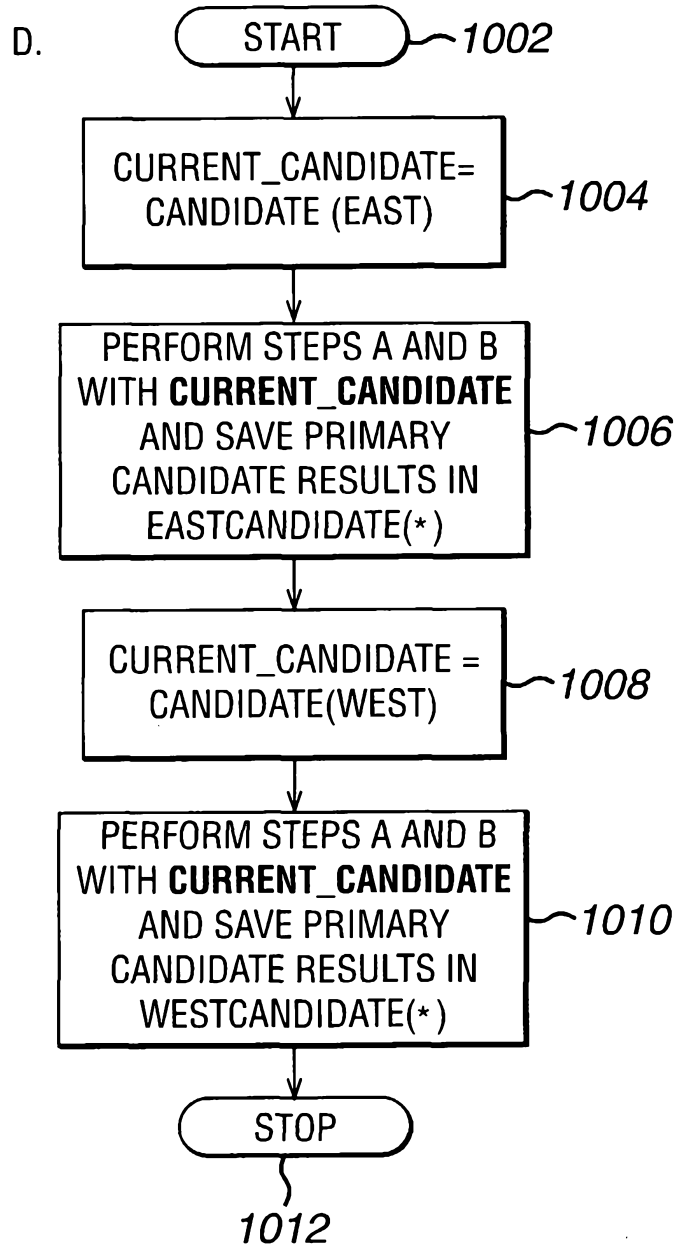 D.
START
1002
CURRENT_CANDIDATE=
CANDIDATE (EAST)
1004
PERFORM STEPS A AND B
WITH CURRENT_CANDIDATE
AND SAVE PRIMARY
CANDIDATE RESULTS IN
EASTCANDIDATE(*)
1006
CURRENT_CANDIDATE =
CANDIDATE(WEST)
1008
PERFORM STEPS A AND B
WITH CURRENT_CANDIDATE
AND SAVE PRIMARY
CANDIDATE RESULTS IN
WESTCANDIDATE(*)
1010
STOP
1012